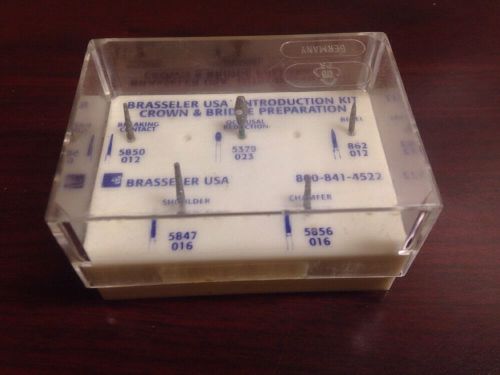 GERMANY
BRASSELER USA INTRODUCTION KIT
CROWN & BRIDGE PREPARATION
BREAKING
CONTACT
OCCLUSAL
REDUCTION
BEVEL
5850
012
5379
023
862
012
BRASSELER USA
800-841-4522
SHOULDER
CHAMFER
5847
016
5856
016